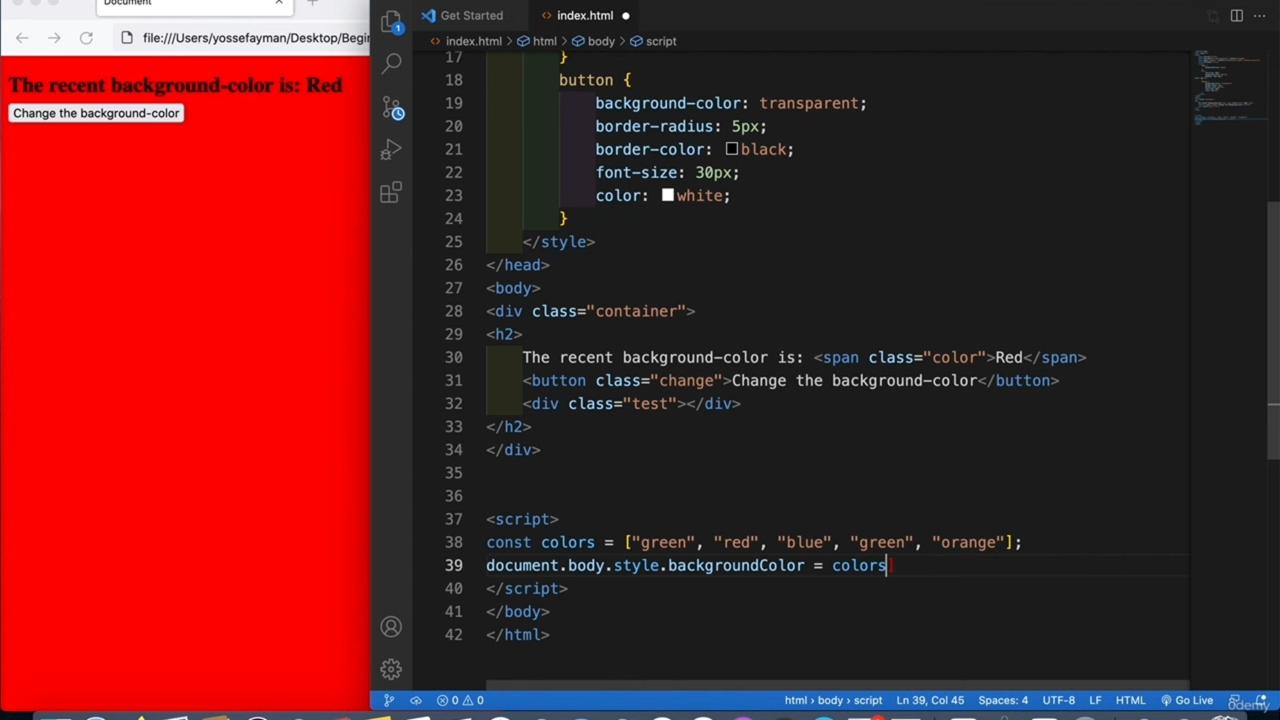 Document
file:///Users/yossefayman/Desktop/Begin
The recent background-color is: Red
Change the background-color
1
Get Started
index.html
index.html > html > body > script
17 }
18 button {
19 background-color: transparent;
20 border-radius: 5px;
21 border-color: black;
22 font-size: 30px;
23 color: white;
24 }
25 </style>
26 </head>
27 <body>
28 <div class="container">
29 <h2>
30 The recent background-color is: <span class="color">Red</span>
31 <button class="change">Change the background-color</button>
32 <div class="test"></div>
33 </h2>
34 </div>
35
36
37 <script>
38 const colors = ["green", "red", "blue", "green", "orange"];
39 document.body.style.backgroundColor = colors
40 </script>
41 </body>
42 </html>
0 0 html > body > script Ln 39, Col 45 Spaces: 4 UTF-8 LF HTML Go Live
Udemy